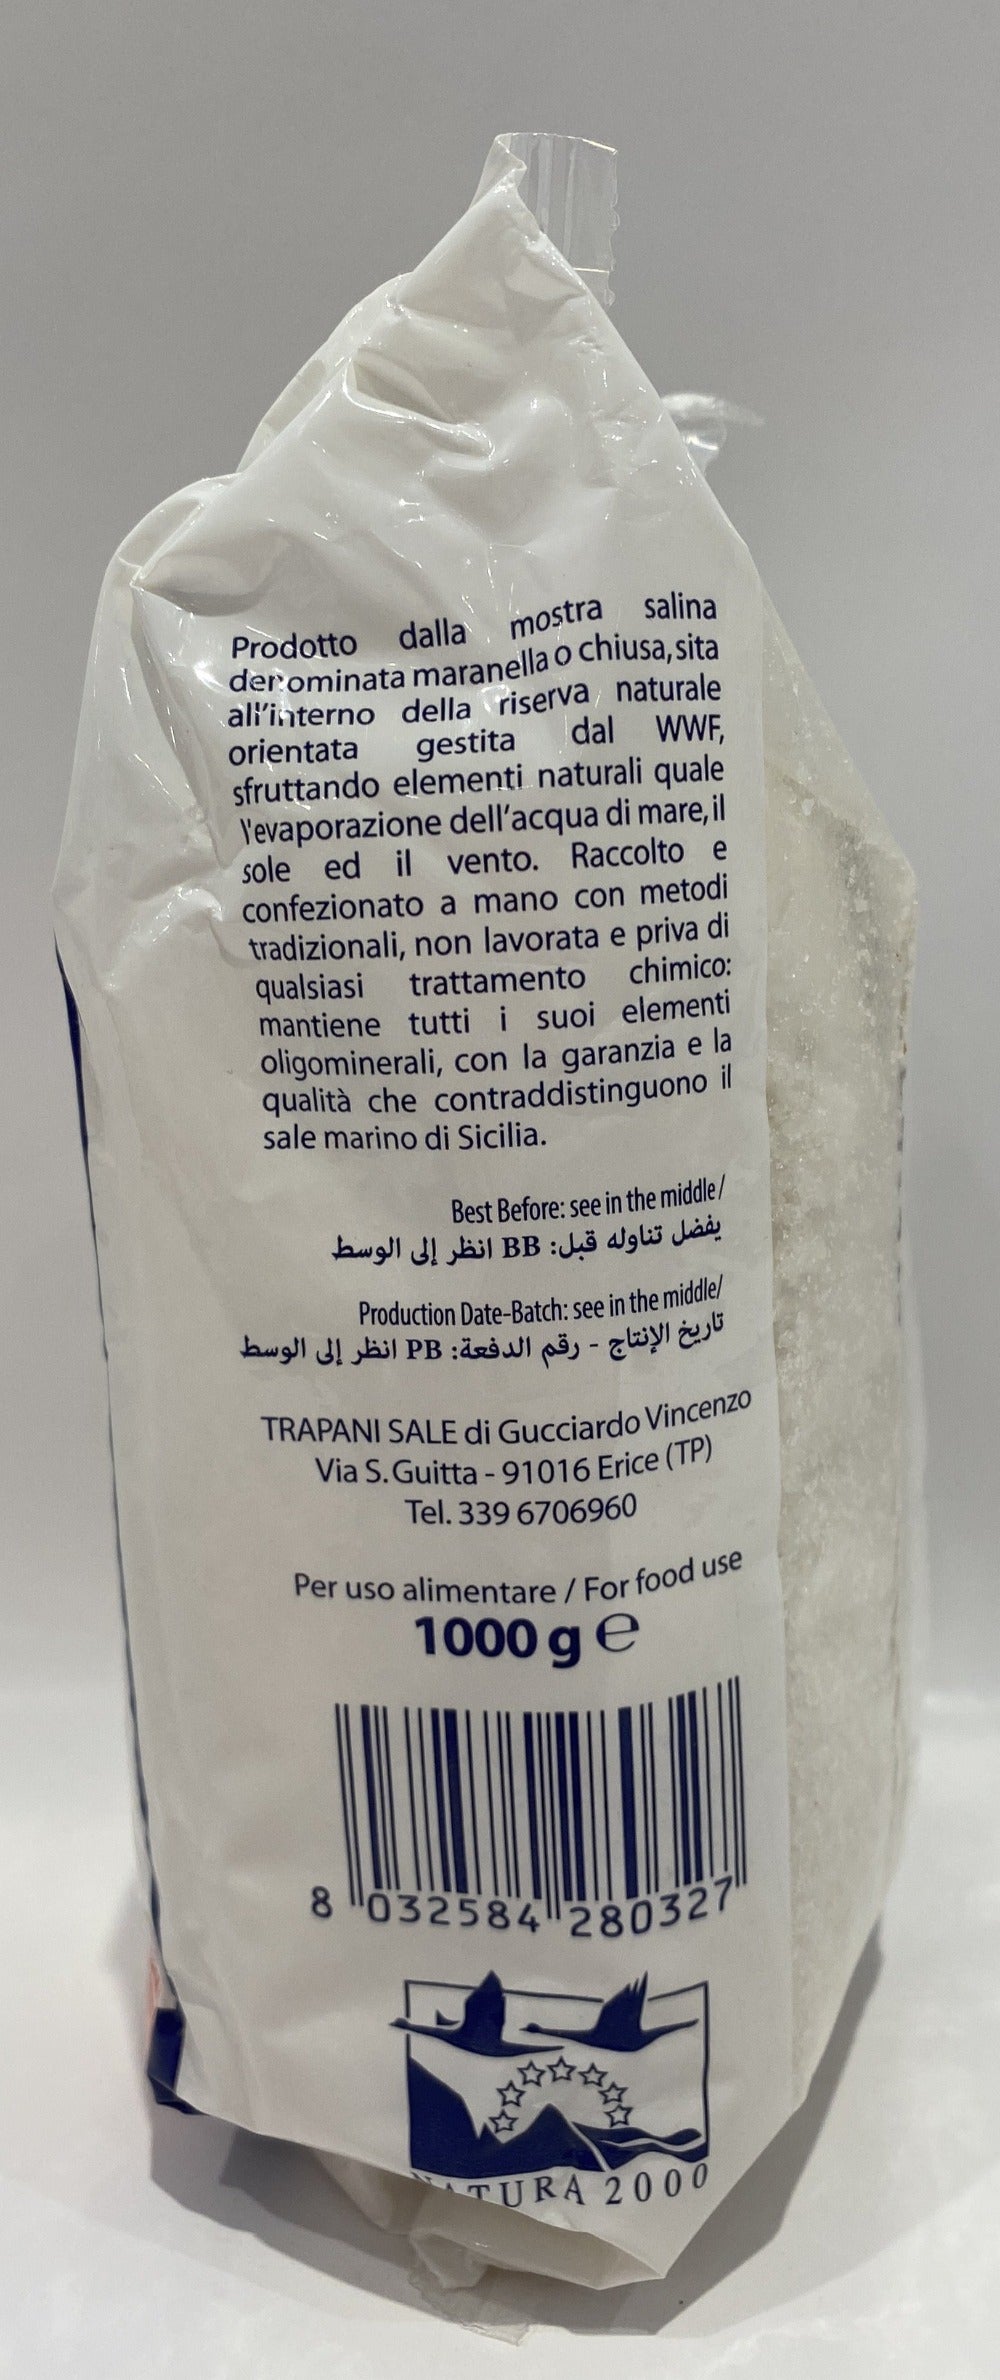 Prodotto dalla mostra salina
denominata maranella o chiusa, sita
all'interno della riserva naturale
orientata gestita dal WWF,
sfruttando elementi naturali quale
l'evaporazione dell'acqua di mare, il
sole ed il vento. Raccolto e
confezionato a mano con metodi
tradizionali, non lavorata e priva di
qualsiasi trattamento chimico:
mantiene tutti i suoi elementi
oligominerali, con la garanzia e la
qualità che contraddistinguono il
sale marino di Sicilia.
Best Before: see in the middle/
يفضل تناوله قبل: BB انظر إلى الوسط
Production Date-Batch: see in the middle/
تاريخ الإنتاج - رقم الدفعة: PB انظر إلى الوسط
TRAPANI SALE di Gucciardo Vincenzo
Via S. Guitta - 91016 Erice (TP)
Tel. 339 6706960
Per uso alimentare / For food use
1000 g ℮
8 032584 280327
NATURA 2000